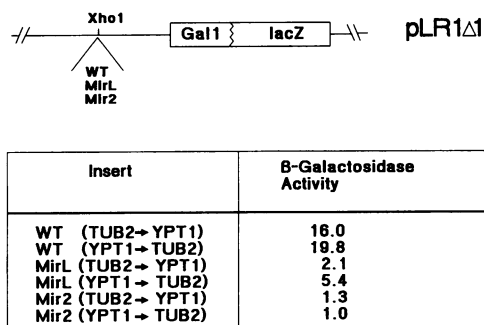 Xho1
Gal1 lacZ pLR1△1
WT
MirL
Mir2
Insert β-Galactosidase Activity
WT (TUB2→YPT1) 16.0
WT (YPT1→TUB2) 19.8
MirL (TUB2→YPT1) 2.1
MirL (YPT1→TUB2) 5.4
Mir2 (TUB2→YPT1) 1.3
Mir2 (YPT1→TUB2) 1.0